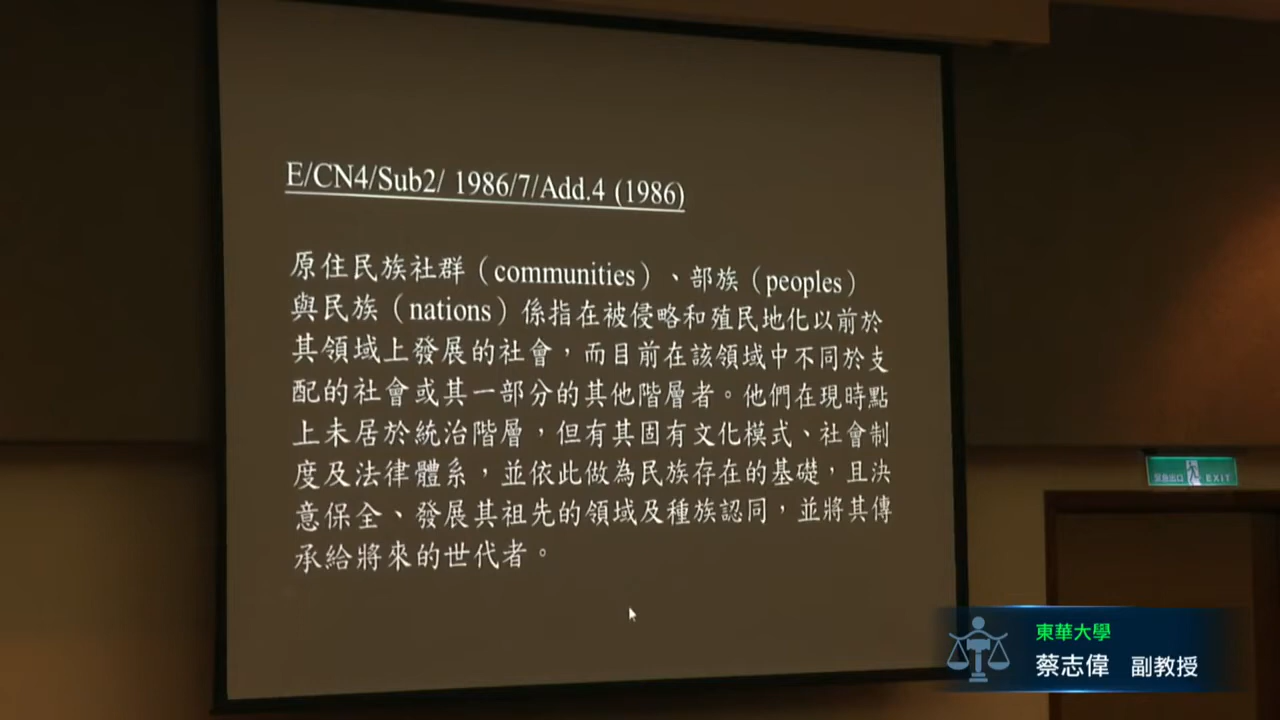 E/CN4/Sub2/ 1986/7/Add.4 (1986)
原住民族社群（communities）、部族（peoples）
與民族（nations）係指在被侵略和殖民地化以前於
其領域上發展的社會，而目前在該領域中不同於支
配的社會或其一部分的其他階層者。他們在現時點
上未居於統治階層，但有其固有文化模式、社會制
度及法律體系，並依此做為民族存在的基礎，且決
意保全、發展其祖先的領域及種族認同，並將其傳
承給將來的世代者。
緊急出口 EXIT
東華大學
蔡志偉 副教授